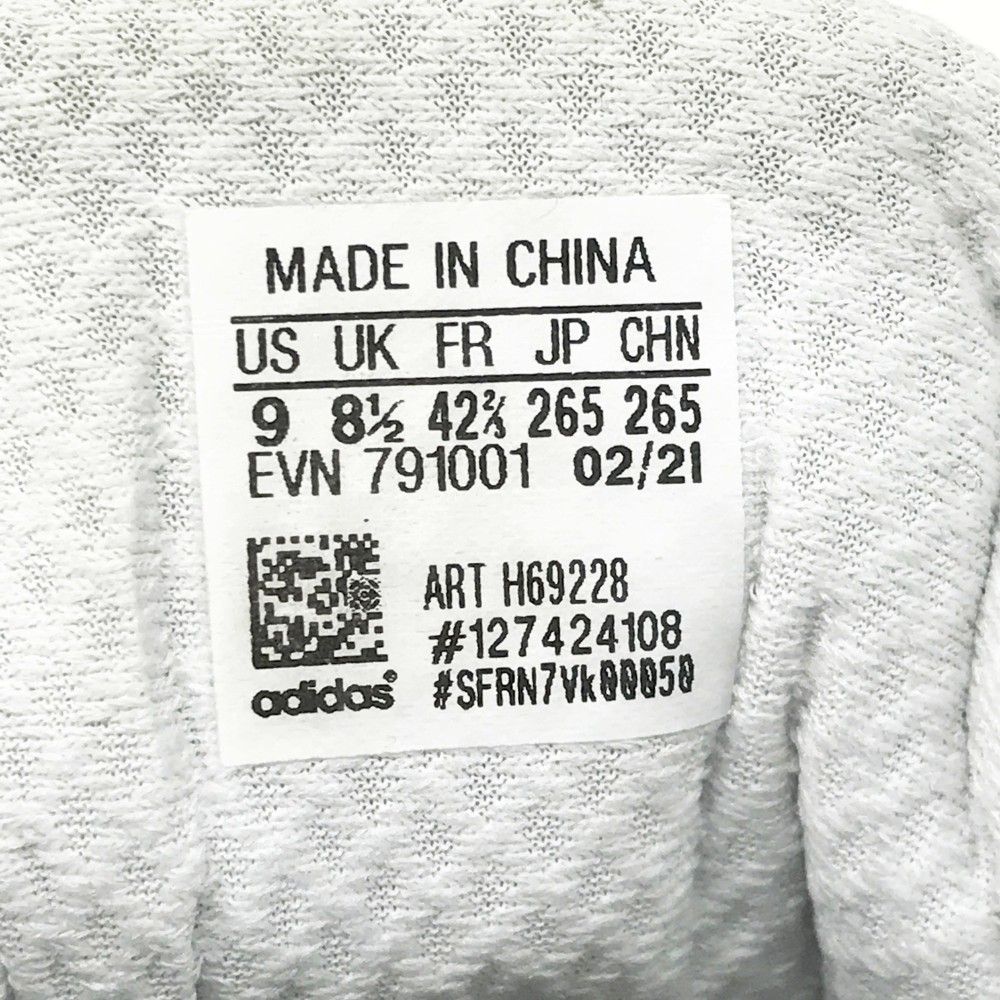 MADE IN CHINA
US UK FR JP CHN
9 8½ 42⅔ 265 265
EVN 791001 02/21
ART H69228
#127424108
#SFRN7Vk00050
adidas®